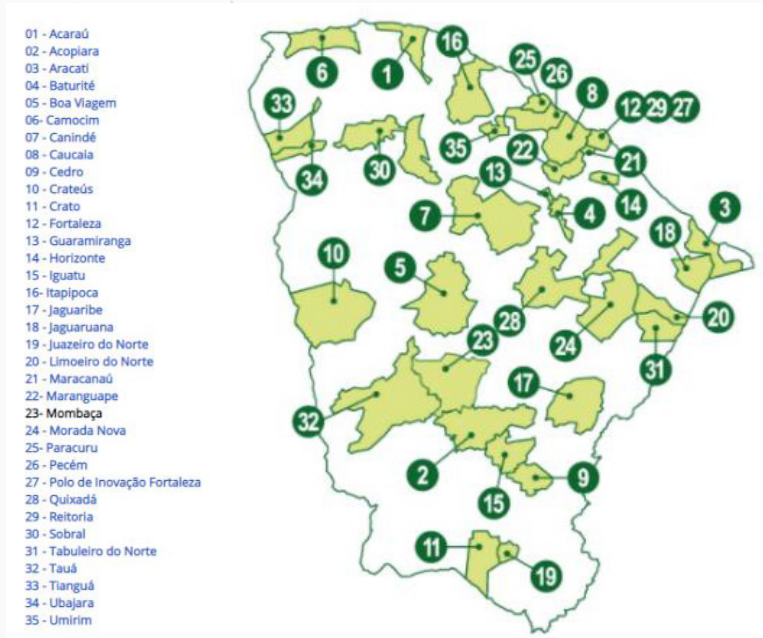 01 - Acaraú
02 - Acopiara
03 - Aracati
04 - Baturité
05 - Boa Viagem
06- Camocim
07 - Canindé
08 - Caucaia
09 - Cedro
10 - Crateús
11 - Crato
12 - Fortaleza
13 - Guaramiranga
14 - Horizonte
15 - Iguatu
16- Itapipoca
17 - Jaguaribe
18 - Jaguaruana
19 - Juazeiro do Norte
20 - Limoeiro do Norte
21 - Maracanaú
22- Maranguape
23- Mombaça
24 - Morada Nova
25- Paracuru
26 - Pecém
27 - Polo de Inovação Fortaleza
28 - Quixadá
29 - Reitoria
30 - Sobral
31 - Tabuleiro do Norte
32 - Tauá
33 - Tianguá
34 - Ubajara
35 - Umirim
16
25
26
6
1
8
33
12 29 27
35
22
21
34
30
13
14
7
4
3
18
10
5
28
20
23
24
31
17
32
2
15
9
11
19